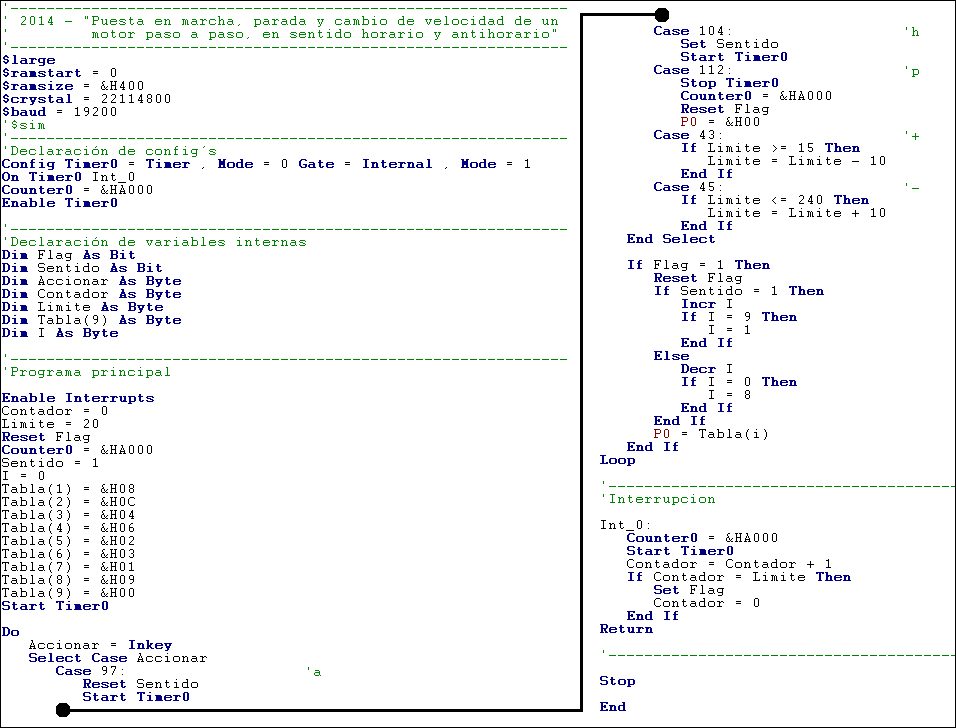 '--------------------------------------------------------------
' 2014 - "Puesta en marcha, parada y cambio de velocidad de un
'         motor paso a paso, en sentido horario y antihorario"
'--------------------------------------------------------------
$large
$ramstart = 0
$ramsize = &H400
$crystal = 22114800
$baud = 19200
'$sim
'--------------------------------------------------------------
'Declaración de config´s
Config Timer0 = Timer , Mode = 0 Gate = Internal , Mode = 1
On Timer0 Int_0
Counter0 = &HA000
Enable Timer0
'--------------------------------------------------------------
'Declaración de variables internas
Dim Flag As Bit
Dim Sentido As Bit
Dim Accionar As Byte
Dim Contador As Byte
Dim Limite As Byte
Dim Tabla(9) As Byte
Dim I As Byte
'--------------------------------------------------------------
'Programa principal
Enable Interrupts
Contador = 0
Limite = 20
Reset Flag
Counter0 = &HA000
Sentido = 1
I = 0
Tabla(1) = &H08
Tabla(2) = &H0C
Tabla(3) = &H04
Tabla(4) = &H06
Tabla(5) = &H02
Tabla(6) = &H03
Tabla(7) = &H01
Tabla(8) = &H09
Tabla(9) = &H00
Start Timer0
Do
   Accionar = Inkey
   Select Case Accionar
      Case 97:                    'a
         Reset Sentido
         Start Timer0
      Case 104:                   'h
         Set Sentido
         Start Timer0
      Case 112:                   'p
         Stop Timer0
         Counter0 = &HA000
         Reset Flag
         P0 = &H00
      Case 43:                    '+
         If Limite >= 15 Then
            Limite = Limite - 10
         End If
      Case 45:                    '-
         If Limite <= 240 Then
            Limite = Limite + 10
         End If
   End Select
   If Flag = 1 Then
      Reset Flag
      If Sentido = 1 Then
         Incr I
         If I = 9 Then
            I = 1
         End If
      Else
         Decr I
         If I = 0 Then
            I = 8
         End If
      End If
      P0 = Tabla(i)
   End If
Loop
'---------------------------------------
'Interrupcion
Int_0:
   Counter0 = &HA000
   Start Timer0
   Contador = Contador + 1
   If Contador = Limite Then
      Set Flag
      Contador = 0
   End If
Return
'---------------------------------------
Stop
End